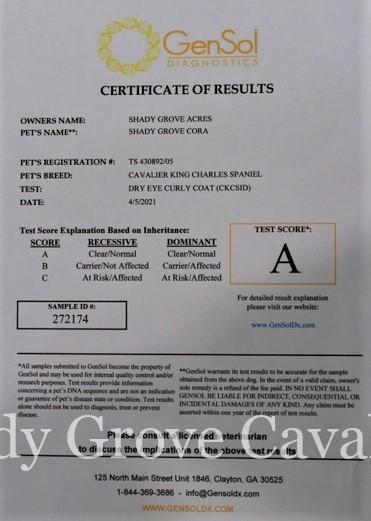 GenSol
DIAGNOSTICS
CERTIFICATE OF RESULTS
OWNERS NAME: SHADY GROVE ACRES
PET'S NAME**: SHADY GROVE CORA
PET'S REGISTRATION #: TS 430892/05
PET'S BREED: CAVALIER KING CHARLES SPANIEL
TEST: DRY EYE CURLY COAT (CKCSID)
DATE: 4/5/2021
Test Score Explanation Based on Inheritance:
SCORE RECESSIVE DOMINANT
A Clear/Normal Clear/Normal
B Carrier/Not Affected Carrier/Affected
C At Risk/Affected At Risk/Affected
TEST SCORE*:
A
SAMPLE ID #:
272174
For detailed result explanation
please visit our website:
www.GenSolDx.com
*All samples submitted to GenSol become the property of
GenSol and may be used for internal quality control and/or
research purposes. Test results provide information
concerning a pet's DNA sequence and are not an indication
or guarantee of pet's disease state or condition. Test results
alone should not be used to diagnose, treat or prevent
disease.
**GenSol warrants its test results to be accurate for the sample
obtained from the above dog. In the event of a valid claim, owner's
sole remedy is a refund of the fee paid. IN NO EVENT SHALL
GENSOL BE LIABLE FOR INDIRECT, CONSEQUENTIAL OR
INCIDENTAL DAMAGES OF ANY KIND. Any claim must be
asserted within one year of the report of test results.
dy Grove Caval
Please consult a licensed veterinarian
to discuss the implications of the above test results
125 North Main Street Unit 1846, Clayton, GA 30525
1-844-369-3686 - info@Gensoldx.com
WWW.GENSOLDX.COM